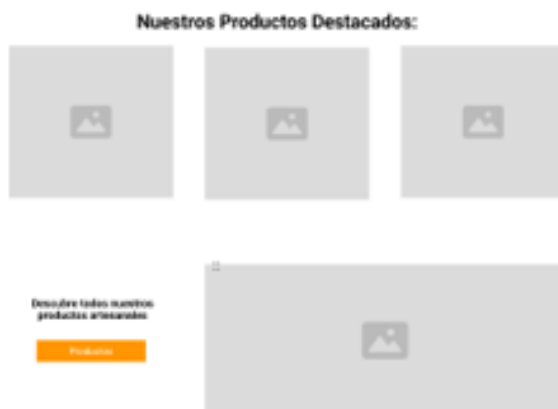 Nuestros Productos Destacados:
Descubre todos nuestros
productos artesanales
Productos